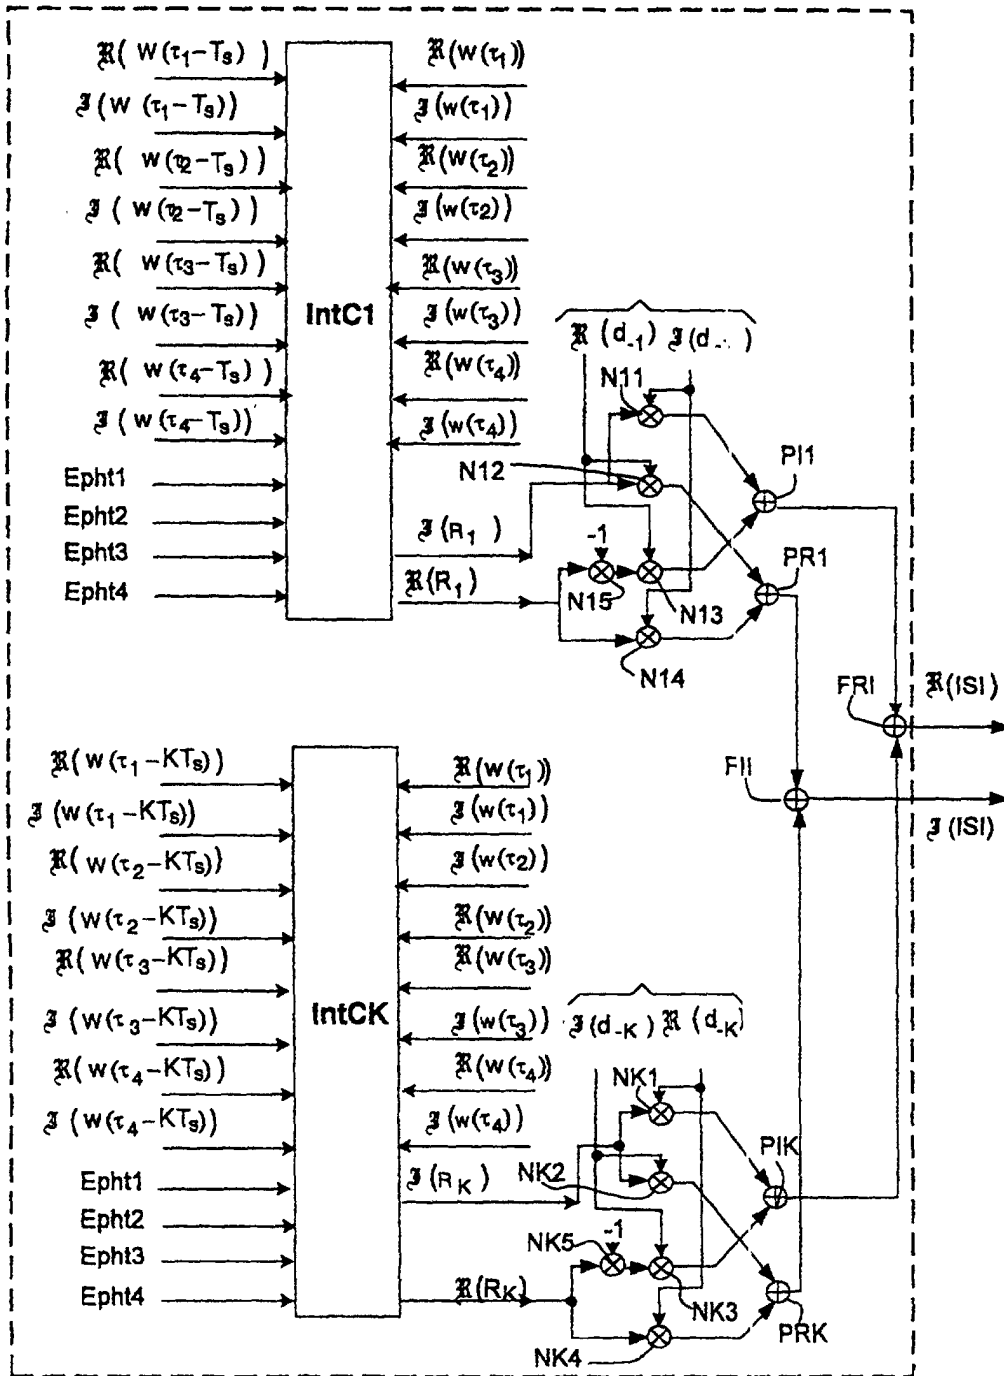 ℜ( W(τ1–Ts) )
ℑ(W (τ1–Ts))
ℜ( W(τ2–Ts))
ℑ ( W(τ2–Ts) )
ℜ( W(τ3–Ts) )
ℑ ( W(τ3–Ts) )
ℜ( W(τ4–Ts) )
ℑ (W (τ4–Ts))
Epht1
Epht2
Epht3
Epht4
IntC1
ℜ(W(τ1))
ℑ(w(τ1))
ℜ(W(τ2))
ℑ(w(τ2))
ℜ(W(τ3))
ℑ(w(τ3))
ℜ(W(τ4))
ℑ(w(τ4))
ℑ(R1 )
ℜ(R1)
ℜ (d-1) ℑ(d
N11
N12
-1
N15
N13
N14
PI1
PR1
FRI
ℜ(ISI)
FII
ℑ(ISI)
ℜ(W(τ1–KTs))
ℑ (w(τ1–KTs))
ℜ( W(τ2–KTs))
ℑ (W(τ2–KTs))
ℜ(W(τ3–KTs))
ℑ (W(τ3–KTs))
ℜ(W(τ4–KTs))
ℑ (W(τ4–KTs))
Epht1
Epht2
Epht3
Epht4
IntCK
ℜ(W(τ1))
ℑ (w(τ1))
ℑ(w(τ2))
ℜ(W(τ2))
ℜ(W(τ3))
ℑ(w(τ3))
ℜ(W(τ4))
ℑ (w(τ4))
ℑ (RK )
ℜ(RK)
ℑ(d-K) ℜ (d-K)
NK1
NK2
-1
NK5
NK3
NK4
PIK
PRK